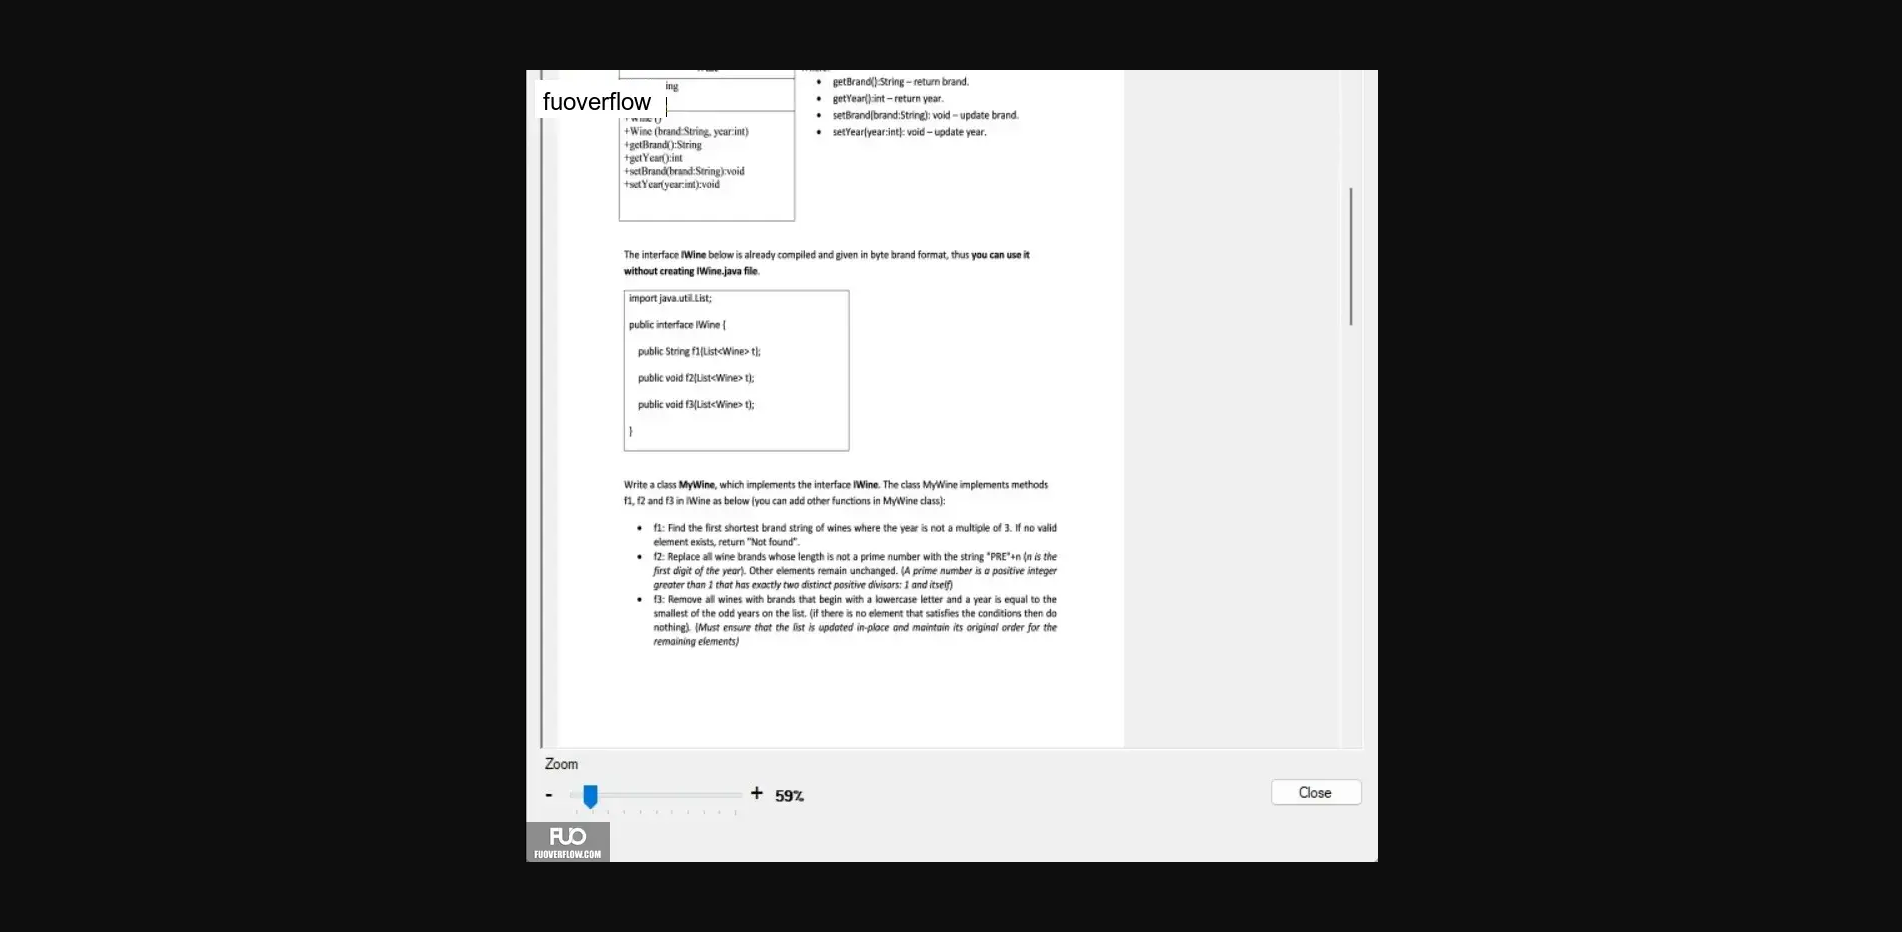 getBrand():String – return brand.
getYear():int – return year.
setBrand(brand:String): void – update brand.
setYear(year:int): void – update year.
ing
fuoverflow
+Wine ()
+Wine (brand:String, year:int)
+getBrand():String
+getYear():int
+setBrand(brand:String):void
+setYear(year:int):void
The interface IWine below is already compiled and given in byte brand format, thus you can use it
without creating IWine.java file.
import java.util.List;
public interface IWine {
public String f1(List<Wine> t);
public void f2(List<Wine> t);
public void f3(List<Wine> t);
}
Write a class MyWine, which implements the interface IWine. The class MyWine implements methods
f1, f2 and f3 in IWine as below (you can add other functions in MyWine class):
f1: Find the first shortest brand string of wines where the year is not a multiple of 3. If no valid
element exists, return "Not found".
f2: Replace all wine brands whose length is not a prime number with the string "PRE"+n (n is the
first digit of the year). Other elements remain unchanged. (A prime number is a positive integer
greater than 1 that has exactly two distinct positive divisors: 1 and itself)
f3: Remove all wines with brands that begin with a lowercase letter and a year is equal to the
smallest of the odd years on the list. (if there is no element that satisfies the conditions then do
nothing). (Must ensure that the list is updated in-place and maintain its original order for the
remaining elements)
Zoom
- + 59%
Close
FUO
FUOVERFLOW.COM